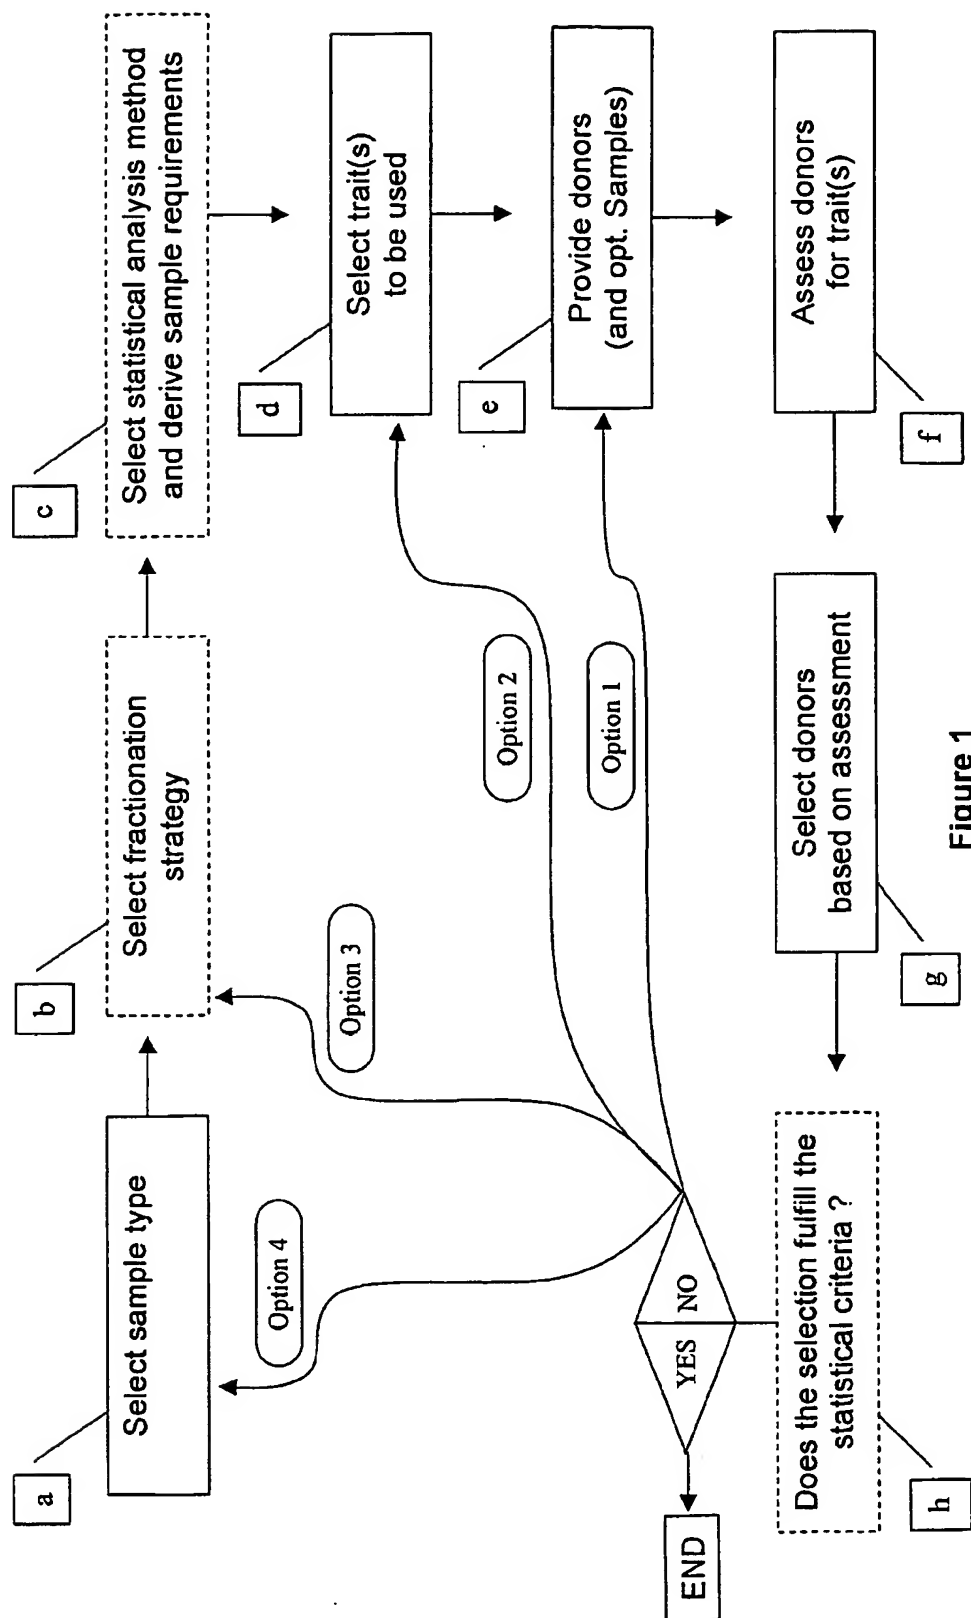 a
Select sample type
b
Select fractionation
strategy
c
Select statistical analysis method
and derive sample requirements
d
Select trait(s)
to be used
e
Provide donors
(and opt. Samples)
f
Assess donors
for trait(s)
g
Select donors
based on assessment
h
Does the selection fulfill the
statistical criteria ?
YES
NO
END
Option 4
Option 3
Option 2
Option 1
Figure 1